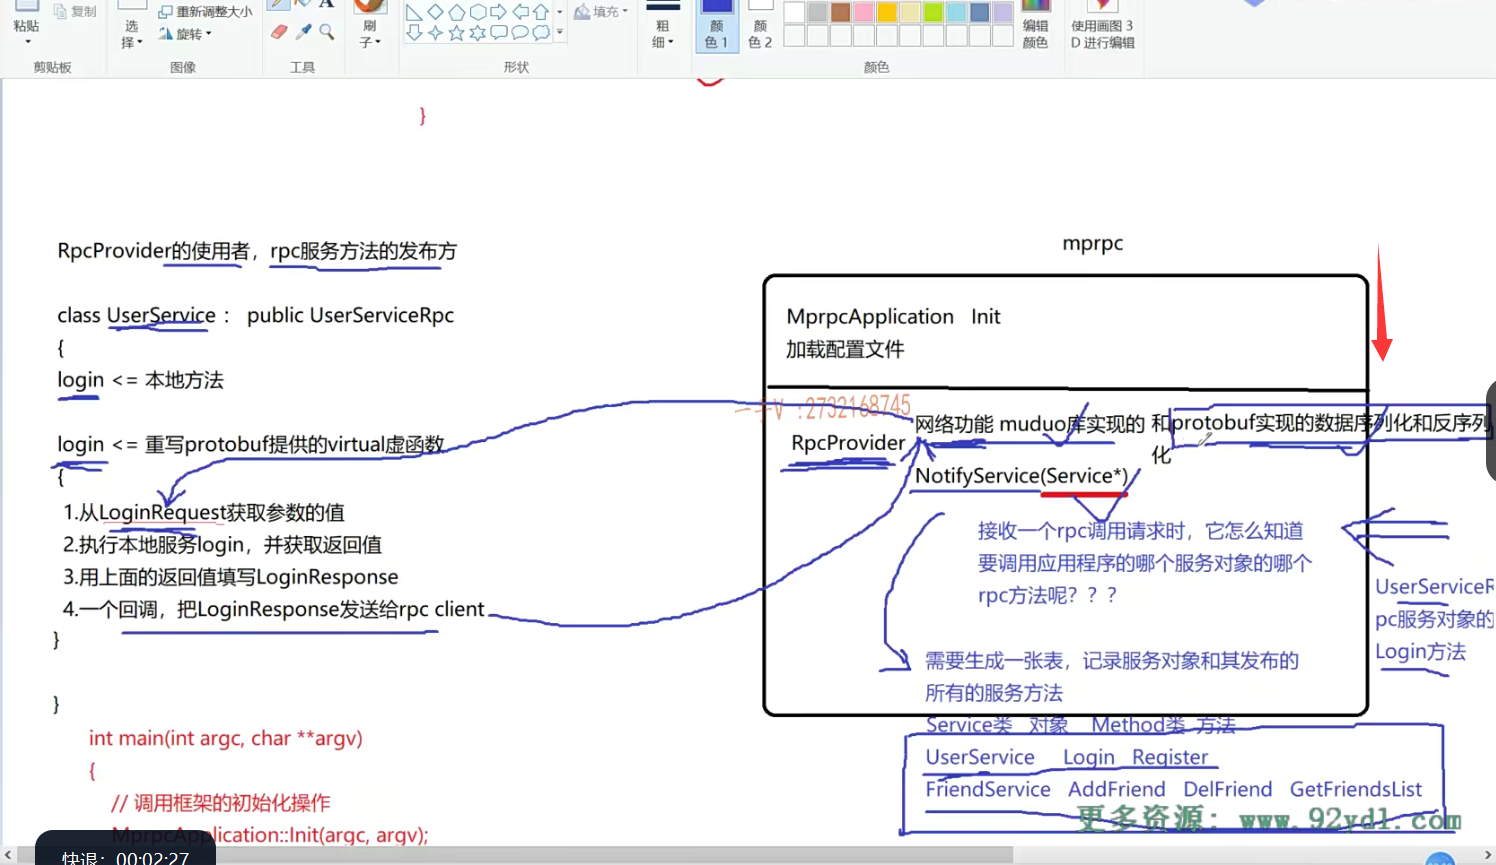 粘贴
复制
剪贴板
选
择
重新调整大小
旋转
图像
A
工具
刷
子
形状
填充
粗
细
颜
色 1
颜
色 2
颜色
编辑
颜色
使用画图 3
D 进行编辑
}
RpcProvider的使用者，rpc服务方法的发布方
class UserService： public UserServiceRpc
{
login <= 本地方法
login <= 重写protobuf提供的virtual虚函数
{
1.从LoginRequest获取参数的值
2.执行本地服务login，并获取返回值
3.用上面的返回值填写LoginResponse
4.一个回调，把LoginResponse发送给rpc client
}
}
int main(int argc, char **argv)
{
// 调用框架的初始化操作
MprpcApplication::Init(argc, argv);
快退：00:02:27
mprpc
MprpcApplication Init
加载配置文件
:2732168745
RpcProvider
网络功能 muduo库实现的 和protobuf实现的数据序列化和反序列
化
NotifyService(Service*)
接收一个rpc调用请求时，它怎么知道
要调用应用程序的哪个服务对象的哪个
rpc方法呢？？？
UserServiceR
pc服务对象的
Login方法
需要生成一张表，记录服务对象和其发布的
所有的服务方法
Service类 对象 Method类 方法
UserService Login Register
FriendService AddFriend DelFriend GetFriendsList
更多资源：www.92ydl.com